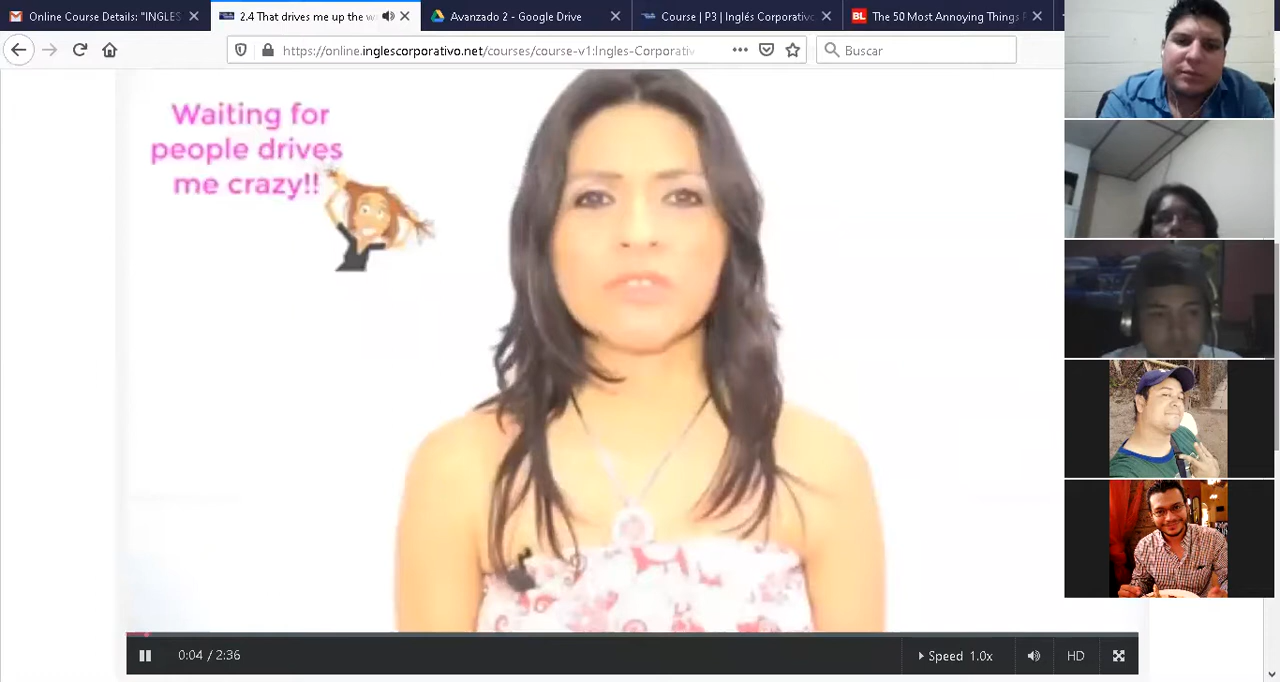 Online Course Details: "INGLES
2.4 That drives me up the w
Avanzado 2 - Google Drive
Course | P3 | Inglés Corporativo
BL The 50 Most Annoying Things
https://online.inglescorporativo.net/courses/course-v1:Ingles-Corporativ
Buscar
Waiting for
people drives
me crazy!!
0:04 / 2:36
Speed 1.0x
HD